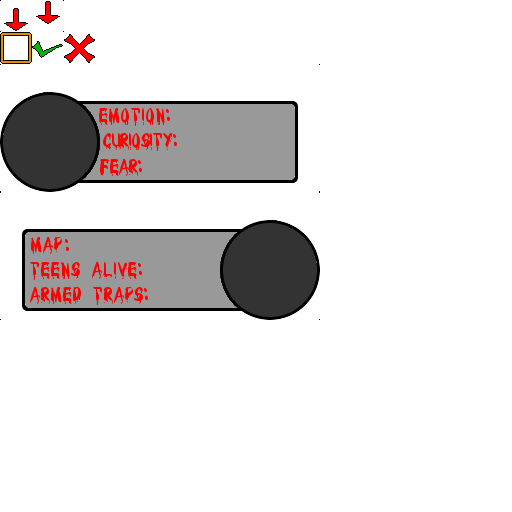 EMOTION:
CURIOSITY:
FEAR:
MAP:
TEENS ALIVE:
ARMED TRAPS: